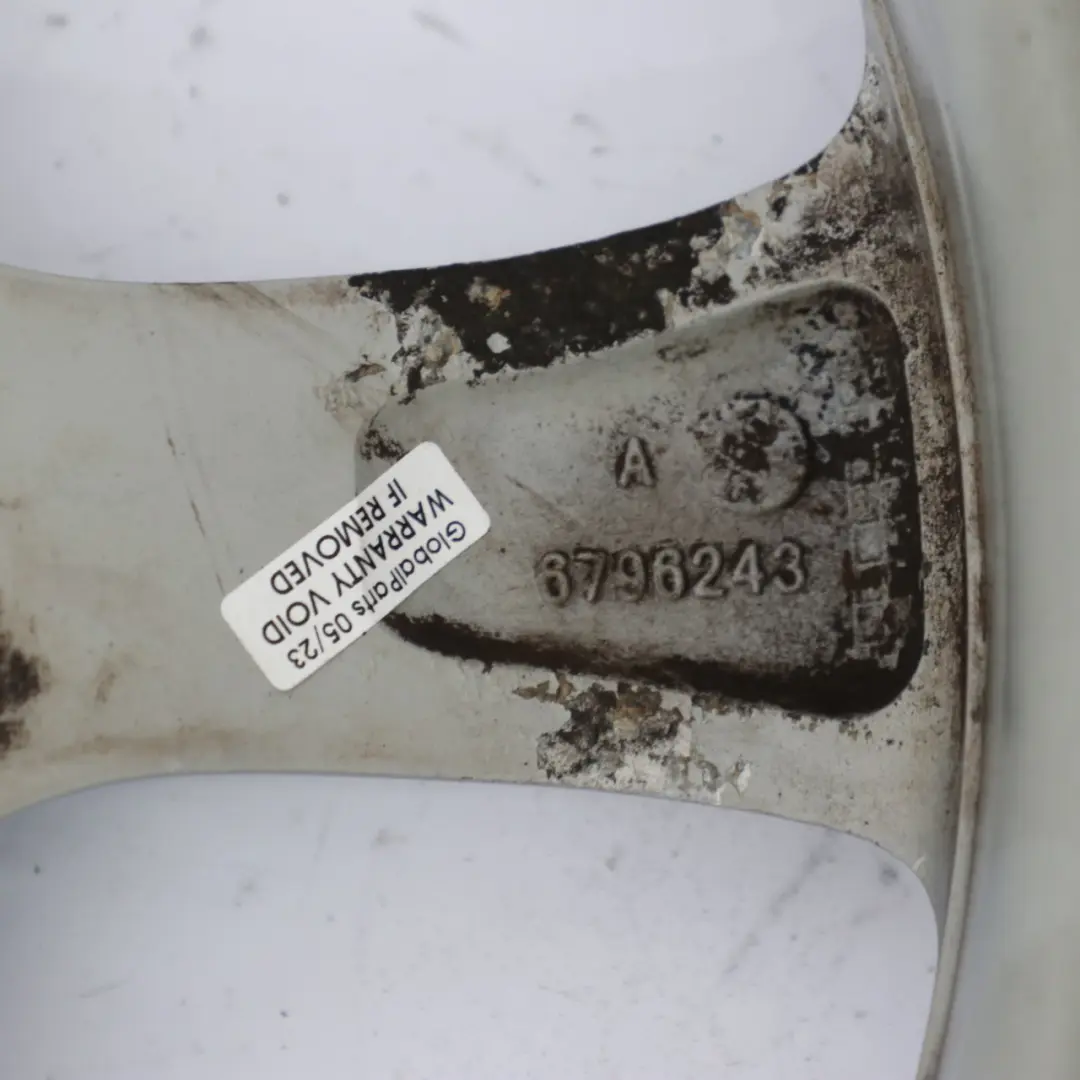 A
6796243
GlobalParts 05/23
WARRANTY VOID
IF REMOVED